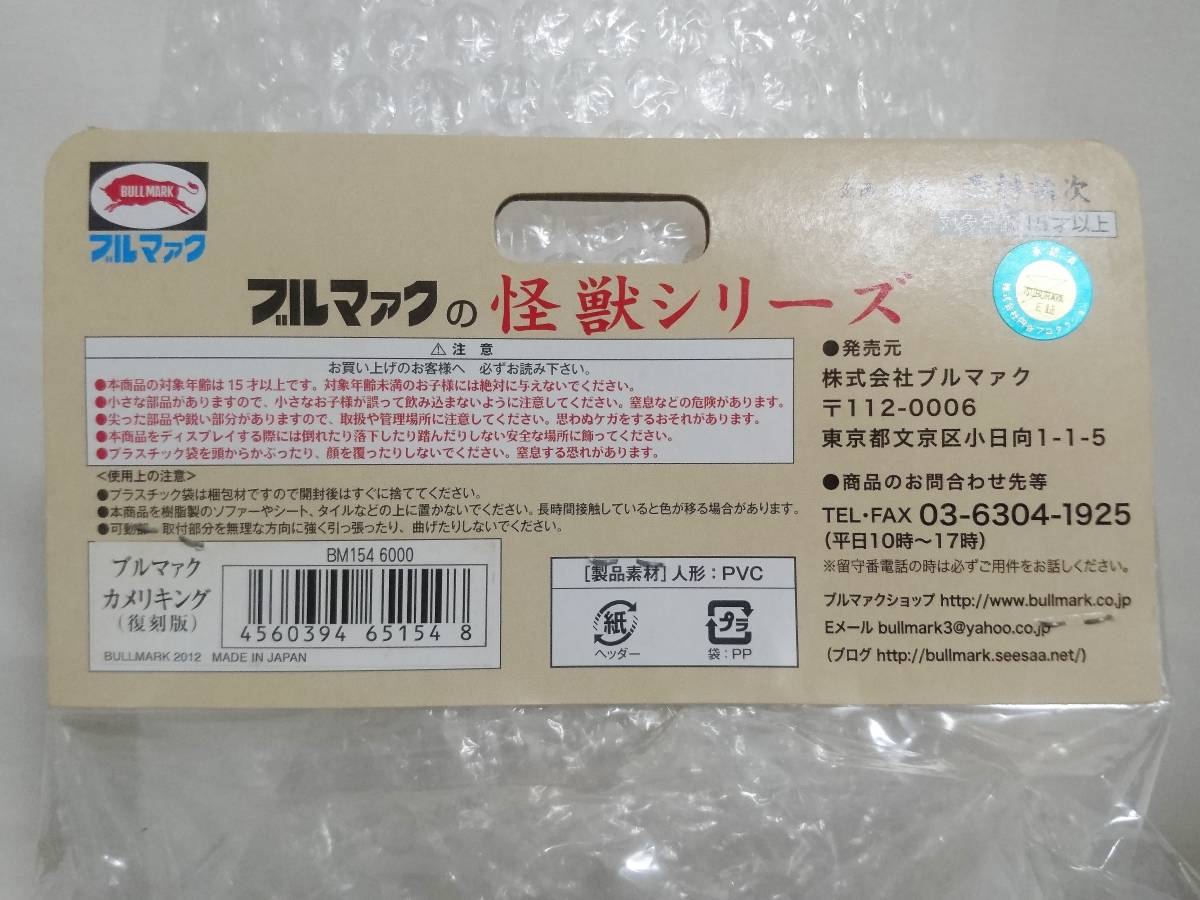 BULLMARK
ブルマァク
対象年齢 15才以上
ブルマァクの怪獣シリーズ
⚠注 意
お買い上げのお客様へ 必ずお読み下さい。
●本商品の対象年齢は15才以上です。対象年齢未満のお子様には絶対に与えないでください。
●小さな部品がありますので、小さなお子様が誤って飲み込まないように注意してください。窒息などの危険があります。
●尖った部品や鋭い部分がありますので、取扱や管理場所に注意してください。思わぬケガをするおそれがあります。
●本商品をディスプレイする際には倒れたり落下したり踏んだりしない安全な場所に飾ってください。
●プラスチック袋を頭からかぶったり、顔を覆ったりしないでください。窒息する恐れがあります。
<使用上の注意>
●プラスチック袋は梱包材ですので開封後はすぐに捨ててください。
●本商品を樹脂製のソファーやシート、タイルなどの上に置かないでください。長時間接触していると色が移る場合があります。
●可動部・取付部分を無理な方向に強く引っ張ったり、曲げたりしないでください。
ブルマァク
カメリキング
(復刻版)
BM154 6000
4560394 651548
BULLMARK 2012 MADE IN JAPAN
[製品素材]人形:PVC
紙
ヘッダー
プラ
袋:PP
●発売元
株式会社ブルマァク
〒112-0006
東京都文京区小日向1-1-5
●商品のお問合わせ先等
TEL・FAX 03-6304-1925
(平日10時〜17時)
※留守番電話の時は必ずご用件をお話しください。
ブルマァクショップ http://www.bullmark.co.jp
Eメール bullmark3@yahoo.co.jp
(ブログ http://bullmark.seesaa.net/)